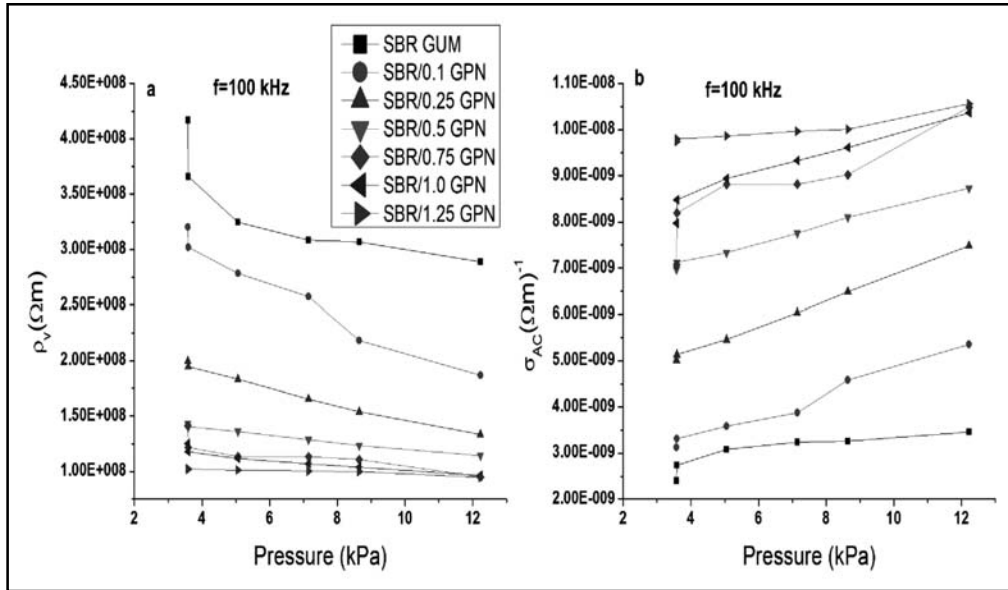 SBR GUM
SBR/0.1 GPN
SBR/0.25 GPN
SBR/0.5 GPN
SBR/0.75 GPN
SBR/1.0 GPN
SBR/1.25 GPN
a
f=100 kHz
4.50E+008
4.00E+008
3.50E+008
3.00E+008
2.50E+008
2.00E+008
1.50E+008
1.00E+008
ρv(Ωm)
2 4 6 8 10 12
Pressure (kPa)
b
f=100 kHz
1.10E-008
1.00E-008
9.00E-009
8.00E-009
7.00E-009
6.00E-009
5.00E-009
4.00E-009
3.00E-009
2.00E-009
σAC(Ωm)⁻¹
2 4 6 8 10 12
Pressure (kPa)